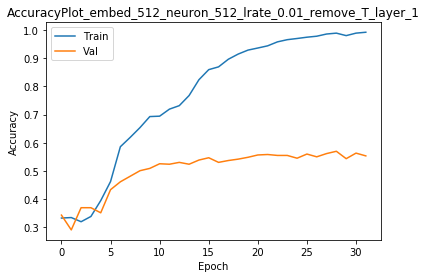 AccuracyPlot_embed_512_neuron_512_lrate_0.01_remove_T_layer_1
Train
Val
1.0
0.9
0.8
0.7
0.6
0.5
0.4
0.3
Accuracy
0 5 10 15 20 25 30
Epoch